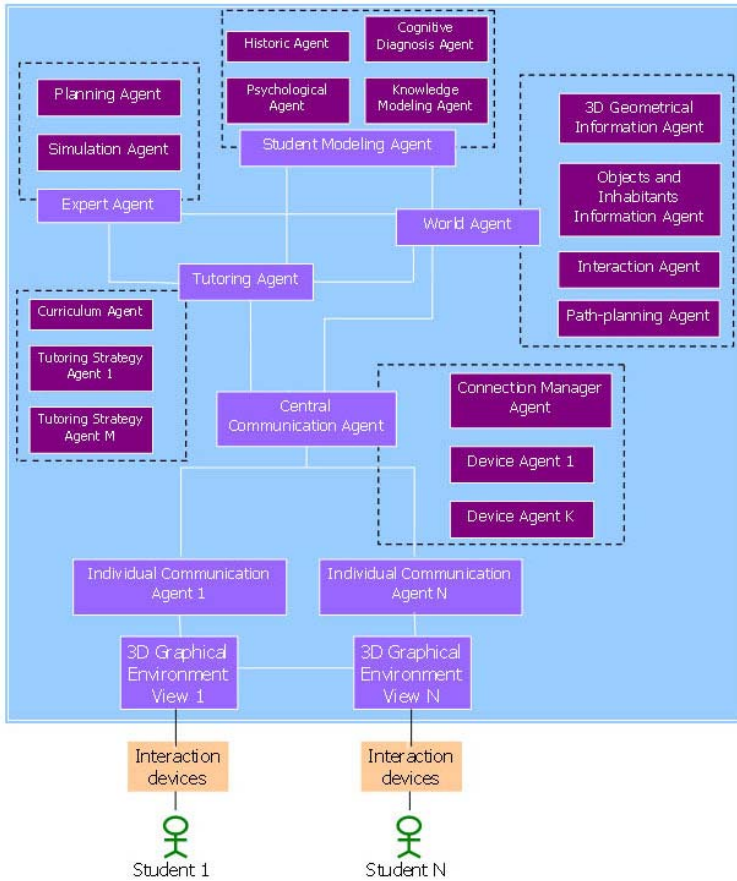 Historic Agent
Cognitive
Diagnosis Agent
Psychological
Agent
Knowledge
Modeling Agent
Student Modeling Agent
Planning Agent
Simulation Agent
Expert Agent
World Agent
3D Geometrical
Information Agent
Objects and
Inhabitants
Information Agent
Interaction Agent
Path-planning Agent
Tutoring Agent
Curriculum Agent
Tutoring Strategy
Agent 1
Tutoring Strategy
Agent M
Central
Communication Agent
Connection Manager
Agent
Device Agent 1
Device Agent K
Individual Communication
Agent 1
Individual Communication
Agent N
3D Graphical
Environment
View 1
3D Graphical
Environment
View N
Interaction
devices
Interaction
devices
Student 1
Student N